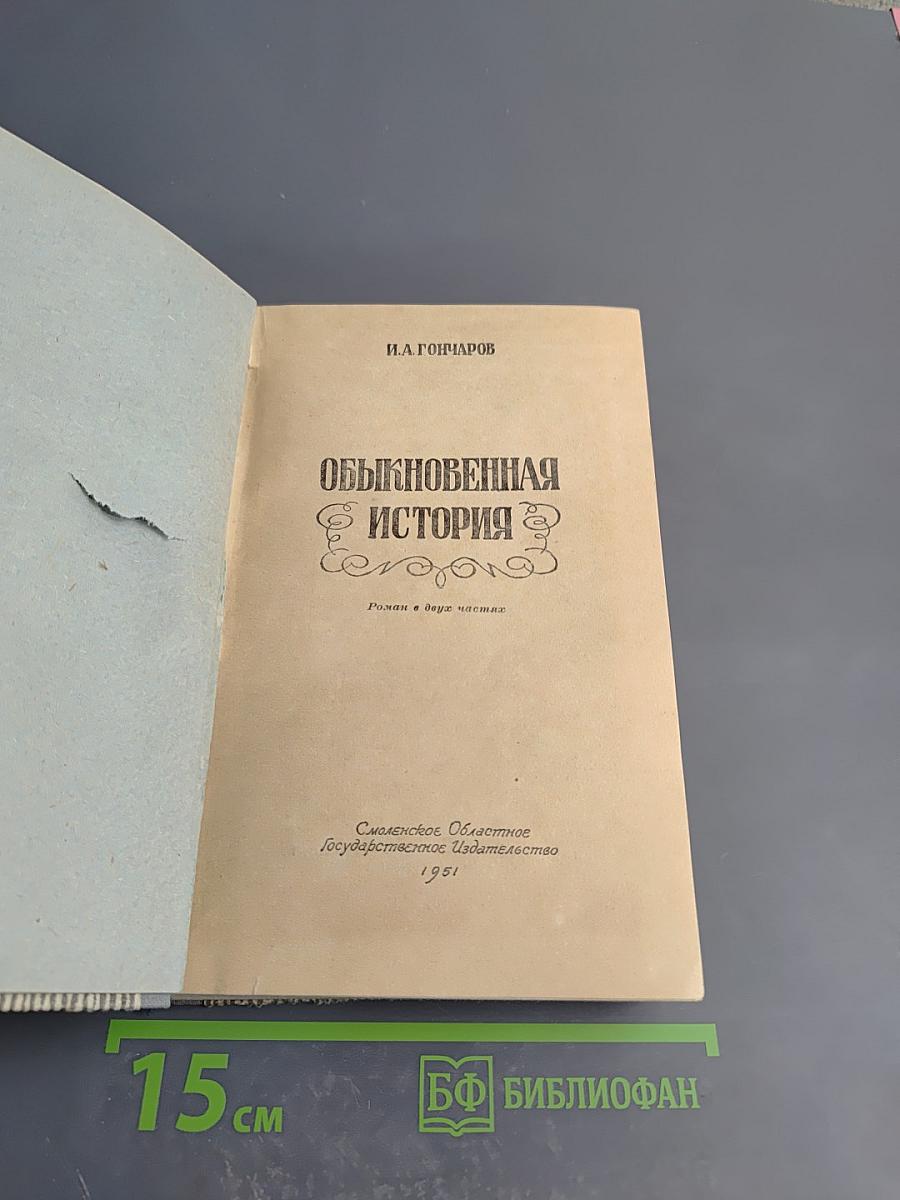 И.А.ГОНЧАРОВ
ОБЫКНОВЕННАЯ
ИСТОРИЯ
Роман в двух частях
Смоленское Областное
Государственное Издательство
1951
15 см
БФ БИБЛИОФАН